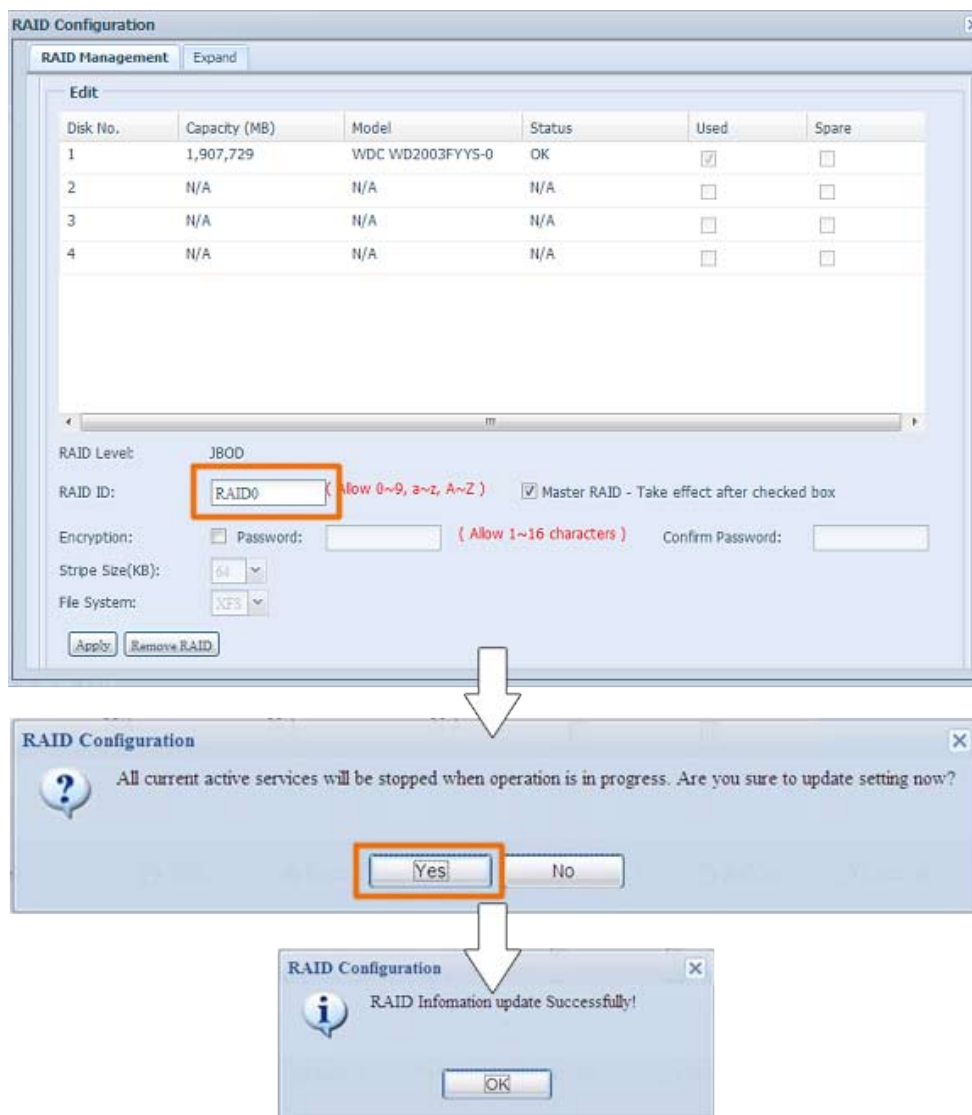 RAID Configuration
RAID Management Expand
Edit
Disk No. Capacity (MB) Model Status Used Spare
1 1,907,729 WDC WD2003FYYS-0 OK
2 N/A N/A N/A
3 N/A N/A N/A
4 N/A N/A N/A
RAID Level: JBOD
RAID ID: RAID0 ( Allow 0~9, a~z, A~Z ) Master RAID - Take effect after checked box
Encryption: Password: ( Allow 1~16 characters ) Confirm Password:
Stripe Size(KB): 64
File System: XFS
Apply Remove RAID
RAID Configuration
All current active services will be stopped when operation is in progress. Are you sure to update setting now?
Yes No
RAID Configuration
RAID Infomation update Successfully!
OK